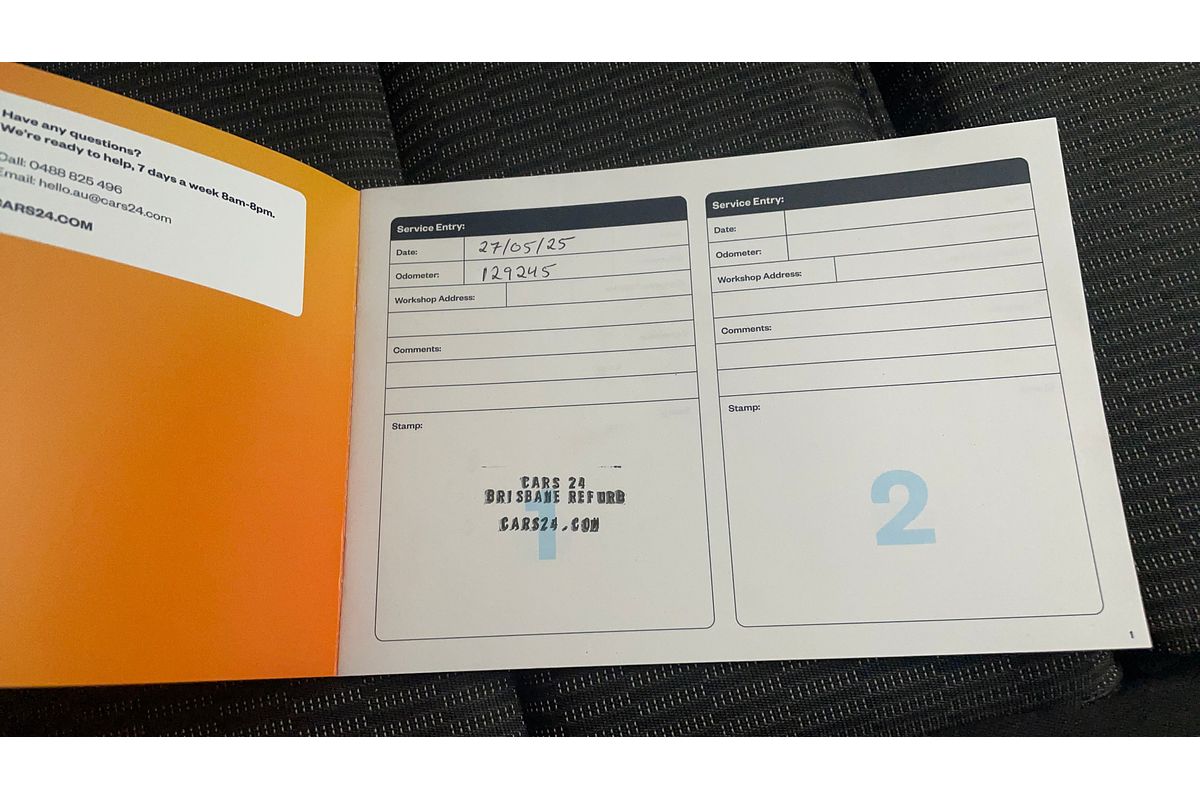 Have any questions?
We're ready to help, 7 days a week 8am-8pm.
Call: 0488 825 496
Email: hello.au@cars24.com
CARS24.COM
Service Entry:
Date: 27/05/25
Odometer: 129245
Workshop Address:
Comments:
Stamp:
CARS 24
BRISBANE REFURB
CARS24.COM
1
Service Entry:
Date:
Odometer:
Workshop Address:
Comments:
Stamp:
2
1